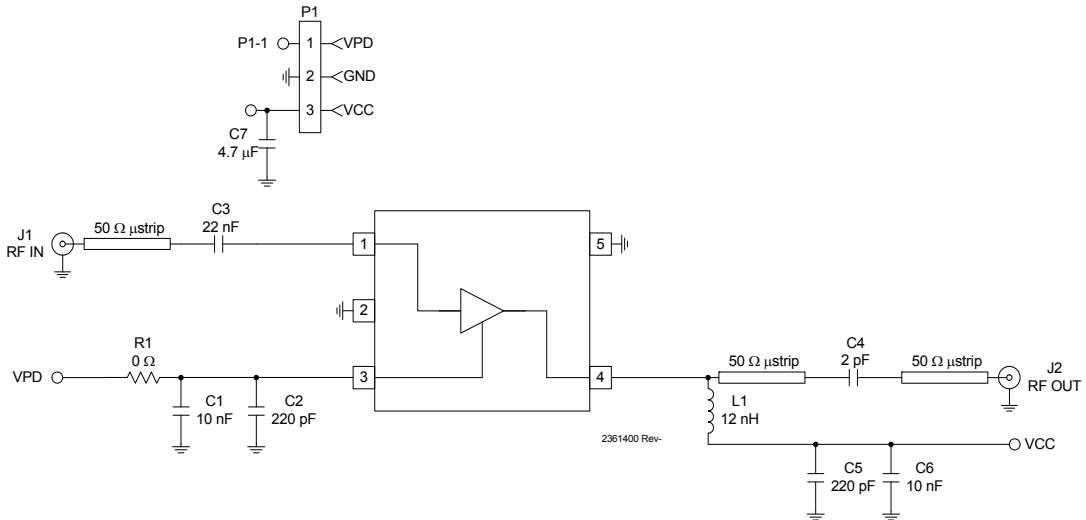 P1
P1-1
1
VPD
2
GND
3
VCC
C7
4.7 μF
J1
RF IN
50 Ω μstrip
C3
22 nF
1
5
2
VPD
R1
0 Ω
3
C1
10 nF
C2
220 pF
4
50 Ω μstrip
C4
2 pF
50 Ω μstrip
J2
RF OUT
L1
12 nH
2361400 Rev-
VCC
C5
220 pF
C6
10 nF